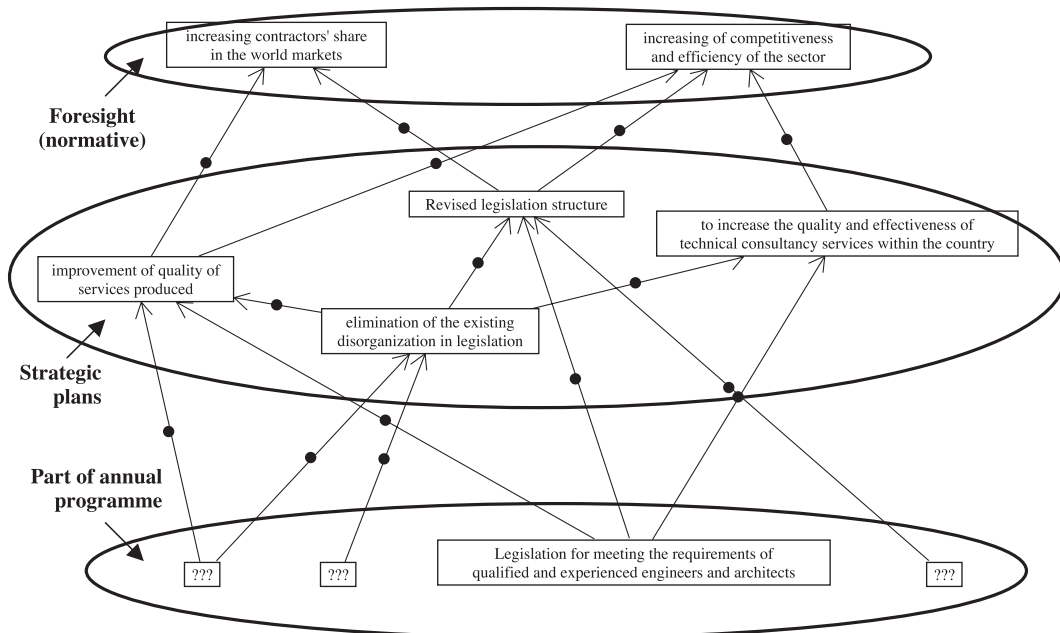 increasing contractors' share
in the world markets
increasing of competitiveness
and efficiency of the sector
Foresight
(normative)
Revised legislation structure
to increase the quality and effectiveness of
technical consultancy services within the country
improvement of quality of
services produced
elimination of the existing
disorganization in legislation
Strategic
plans
Part of annual
programme
Legislation for meeting the requirements of
qualified and experienced engineers and architects
???
???
???